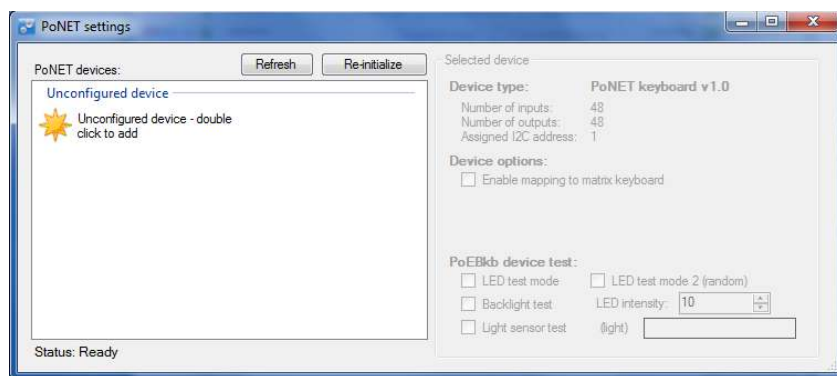 PoNET settings
PoNET devices:
Refresh
Re-initialize
Unconfigured device
Unconfigured device - double
click to add
Status: Ready
Selected device
Device type: PoNET keyboard v1.0
Number of inputs: 48
Number of outputs: 48
Assigned I2C address: 1
Device options:
Enable mapping to matrix keyboard
PoEBkb device test:
LED test mode
LED test mode 2 (random)
Backlight test
LED intensity: 10
Light sensor test
(light)